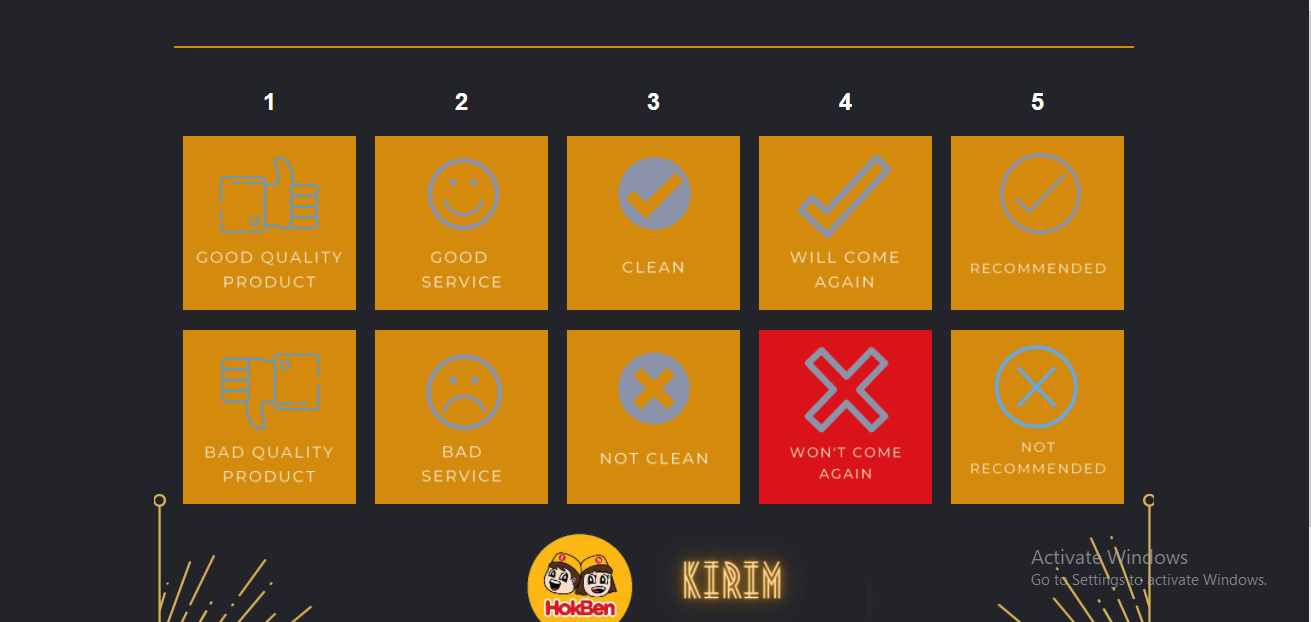 1 2 3 4 5
GOOD QUALITY
PRODUCT
GOOD
SERVICE
CLEAN
WILL COME
AGAIN
RECOMMENDED
BAD QUALITY
PRODUCT
BAD
SERVICE
NOT CLEAN
WON'T COME
AGAIN
NOT
RECOMMENDED
HokBen
KIRIM
Activate Windows
Go to Settings to activate Windows.